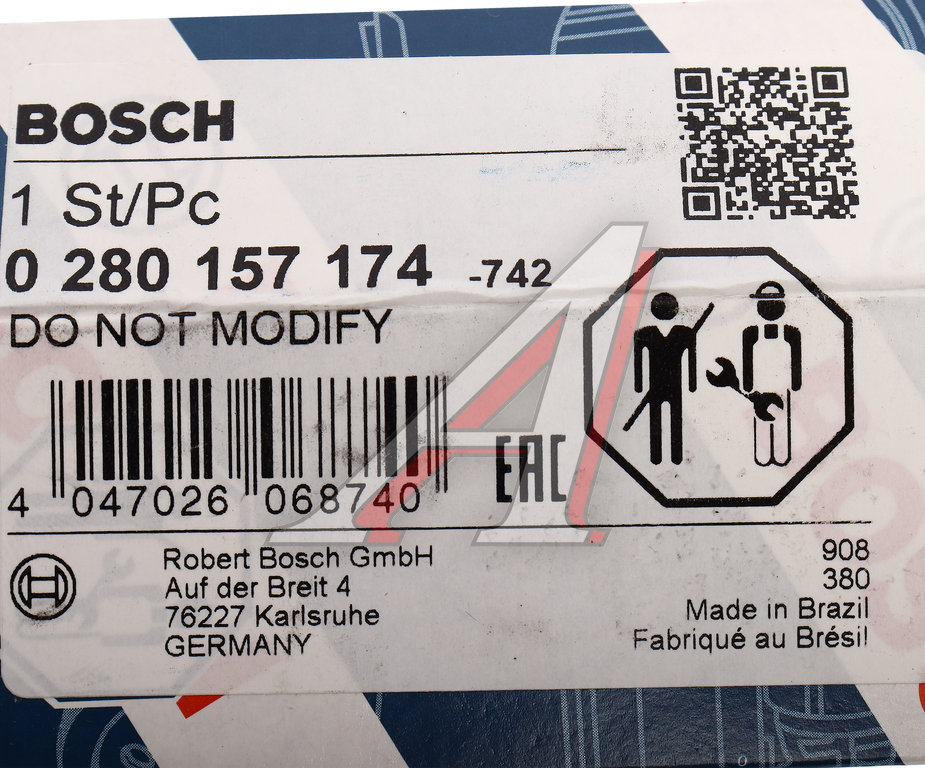 BOSCH
1 St/Pc
0 280 157 174 -742
DO NOT MODIFY
4 047026 068740
EAC
Robert Bosch GmbH
Auf der Breit 4
76227 Karlsruhe
GERMANY
908
380
Made in Brazil
Fabriqué au Brésil